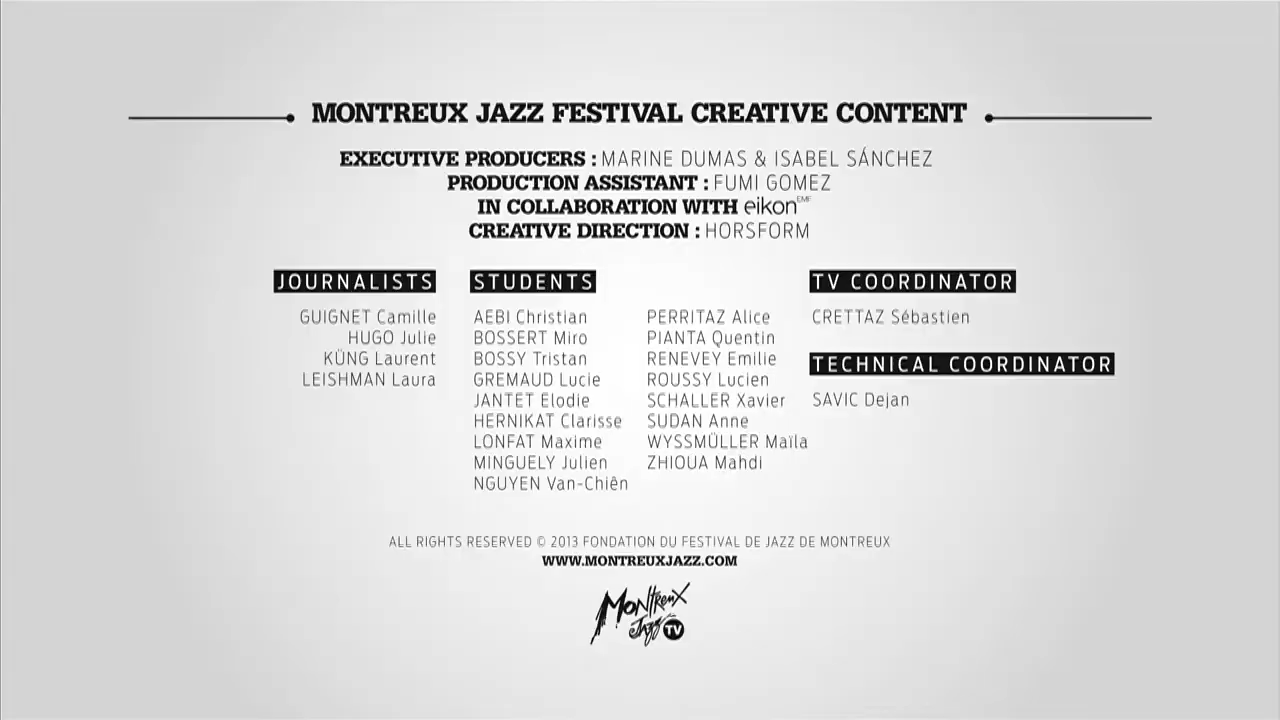 MONTREUX JAZZ FESTIVAL CREATIVE CONTENT
EXECUTIVE PRODUCERS : MARINE DUMAS & ISABEL SÁNCHEZ
PRODUCTION ASSISTANT : FUMI GOMEZ
IN COLLABORATION WITH eikon EMF
CREATIVE DIRECTION : HORSFORM
JOURNALISTS
GUIGNET Camille
HUGO Julie
KÜNG Laurent
LEISHMAN Laura
STUDENTS
AEBI Christian
BOSSERT Miro
BOSSY Tristan
GREMAUD Lucie
JANTET Elodie
HERNIKAT Clarisse
LONFAT Maxime
MINGUELY Julien
NGUYEN Van-Chiên
PERRITAZ Alice
PIANTA Quentin
RENEVEY Emilie
ROUSSY Lucien
SCHALLER Xavier
SUDAN Anne
WYSSMÜLLER Maïla
ZHIOUA Mahdi
TV COORDINATOR
CRETTAZ Sébastien
TECHNICAL COORDINATOR
SAVIC Dejan
ALL RIGHTS RESERVED © 2013 FONDATION DU FESTIVAL DE JAZZ DE MONTREUX
WWW.MONTREUXJAZZ.COM
MONTREUX
JAZZ TV